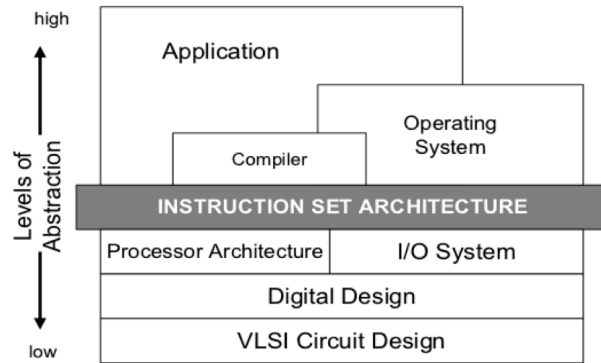 high
Application
Operating
System
Compiler
Levels of
Abstraction
INSTRUCTION SET ARCHITECTURE
Processor Architecture
I/O System
Digital Design
VLSI Circuit Design
low